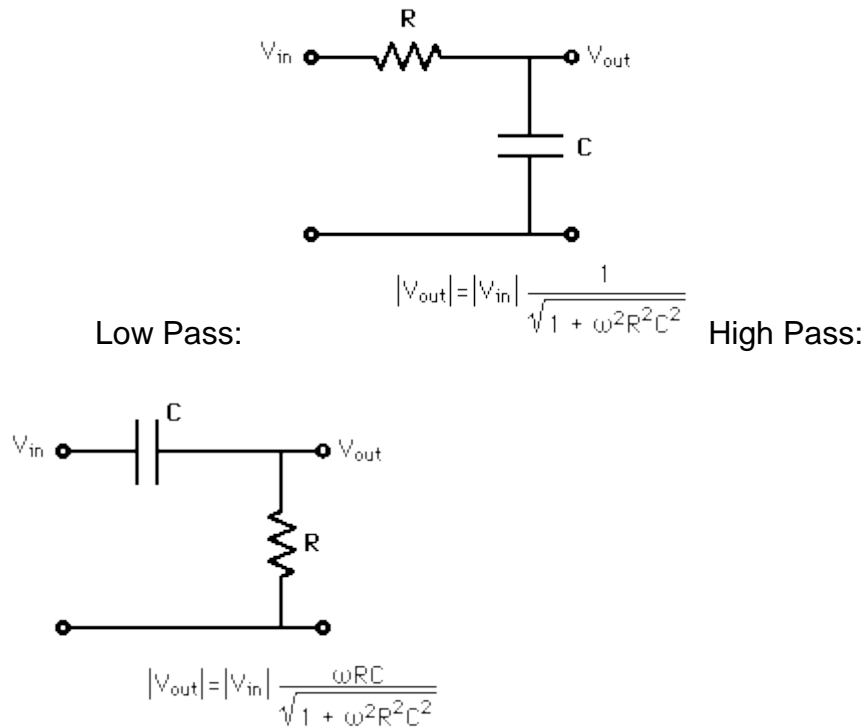 R
V_in V_out
C
|V_out|=|V_in| 1/√(1 + ω²R²C²)
Low Pass: High Pass:
C
V_in V_out
R
|V_out|=|V_in| ωRC/√(1 + ω²R²C²)